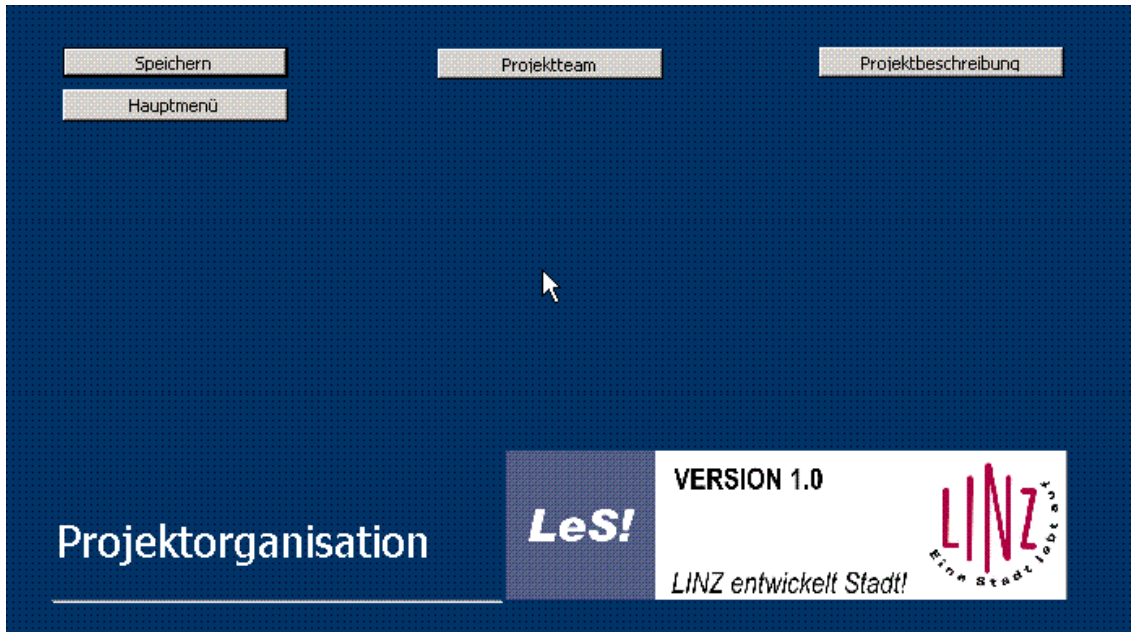 Speichern
Projektteam
Projektbeschreibung
Hauptmenü
VERSION 1.0
LeS!
LINZ
Eine Stadt lebt auf
Projektorganisation
LINZ entwickelt Stadt!